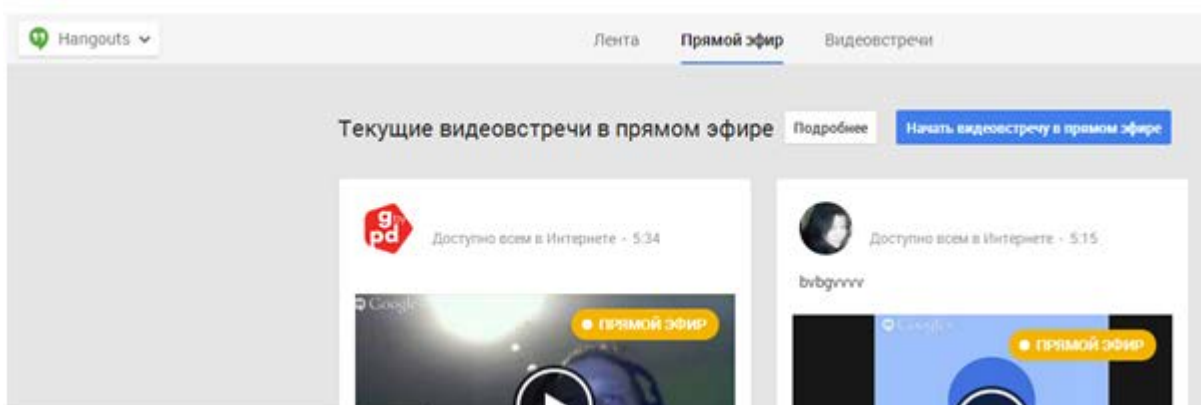 Hangouts
Лента
Прямой эфир
Видеовстречи
Текущие видеовстречи в прямом эфире
Подробнее
Начать видеовстречу в прямом эфире
g
pd
Доступно всем в Интернете - 5:34
Доступно всем в Интернете - 5:15
bvbgvvvv
Google
ПРЯМОЙ ЭФИР
Google+
ПРЯМОЙ ЭФИР